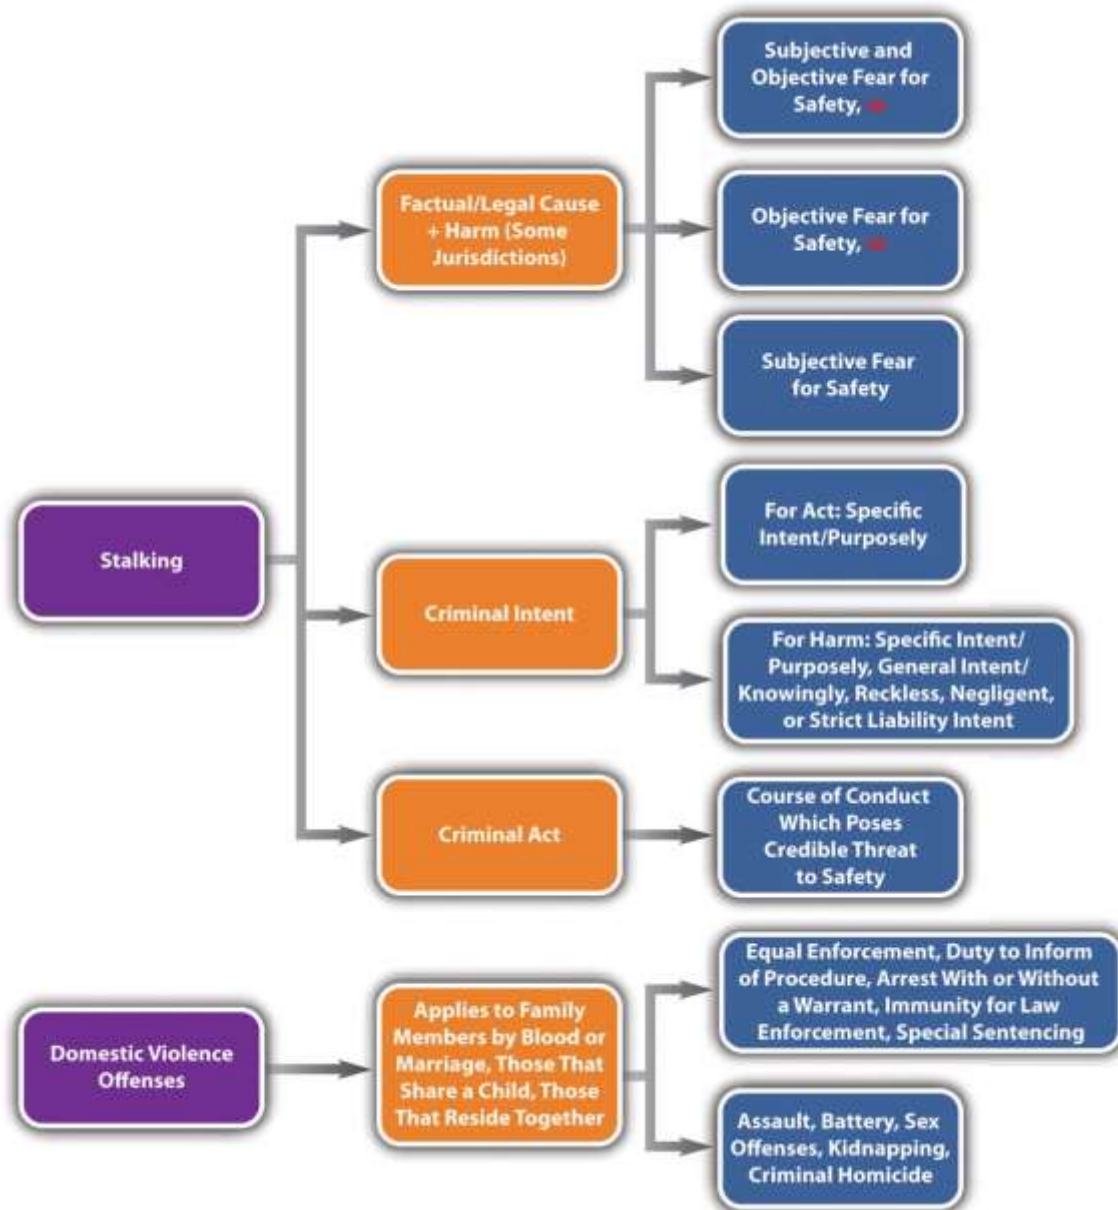 Subjective and
Objective Fear for
Safety,
Factual/Legal Cause
+ Harm (Some
Jurisdictions)
Objective Fear for
Safety,
Subjective Fear
for Safety
Stalking
Criminal Intent
For Act: Specific
Intent/Purposely
For Harm: Specific Intent/
Purposely, General Intent/
Knowingly, Reckless, Negligent,
or Strict Liability Intent
Criminal Act
Course of Conduct
Which Poses
Credible Threat
to Safety
Domestic Violence
Offenses
Applies to Family
Members by Blood or
Marriage, Those That
Share a Child, Those
That Reside Together
Equal Enforcement, Duty to Inform
of Procedure, Arrest With or Without
a Warrant, Immunity for Law
Enforcement, Special Sentencing
Assault, Battery, Sex
Offenses, Kidnapping,
Criminal Homicide